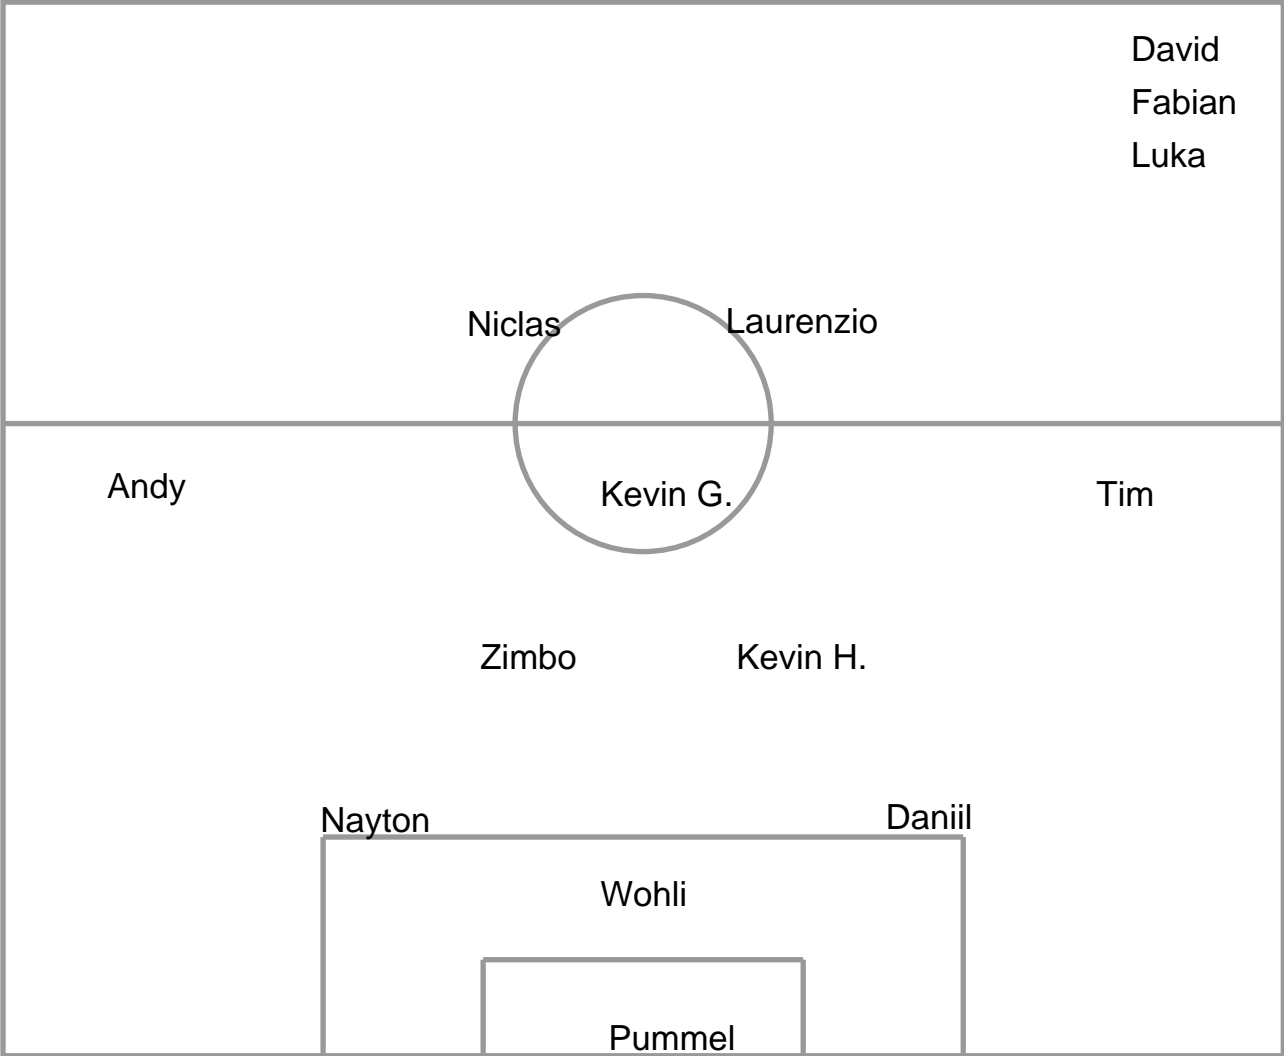 David
Fabian
Luka
Niclas
Laurenzio
Andy
Kevin G.
Tim
Zimbo
Kevin H.
Nayton
Daniil
Wohli
Pummel